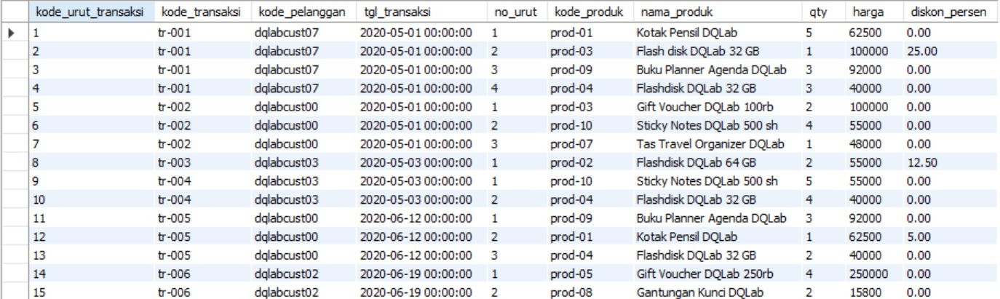 kode_urut_transaksi kode_transaksi kode_pelanggan tgl_transaksi no_urut kode_produk nama_produk qty harga diskon_persen
1 tr-001 dqlabcust07 2020-05-01 00:00:00 1 prod-01 Kotak Pensil DQLab 5 62500 0.00
2 tr-001 dqlabcust07 2020-05-01 00:00:00 2 prod-03 Flash disk DQLab 32 GB 1 100000 25.00
3 tr-001 dqlabcust07 2020-05-01 00:00:00 3 prod-09 Buku Planner Agenda DQLab 3 92000 0.00
4 tr-001 dqlabcust07 2020-05-01 00:00:00 4 prod-04 Flashdisk DQLab 32 GB 3 40000 0.00
5 tr-002 dqlabcust00 2020-05-01 00:00:00 1 prod-03 Gift Voucher DQLab 100rb 2 100000 0.00
6 tr-002 dqlabcust00 2020-05-01 00:00:00 2 prod-10 Sticky Notes DQLab 500 sh 4 55000 0.00
7 tr-002 dqlabcust00 2020-05-01 00:00:00 3 prod-07 Tas Travel Organizer DQLab 1 48000 0.00
8 tr-003 dqlabcust03 2020-05-03 00:00:00 1 prod-02 Flashdisk DQLab 64 GB 2 55000 12.50
9 tr-004 dqlabcust03 2020-05-03 00:00:00 1 prod-10 Sticky Notes DQLab 500 sh 5 55000 0.00
10 tr-004 dqlabcust03 2020-05-03 00:00:00 2 prod-04 Flashdisk DQLab 32 GB 4 40000 0.00
11 tr-005 dqlabcust00 2020-06-12 00:00:00 1 prod-09 Buku Planner Agenda DQLab 3 92000 0.00
12 tr-005 dqlabcust00 2020-06-12 00:00:00 2 prod-01 Kotak Pensil DQLab 1 62500 5.00
13 tr-005 dqlabcust00 2020-06-12 00:00:00 3 prod-04 Flashdisk DQLab 32 GB 2 40000 0.00
14 tr-006 dqlabcust02 2020-06-19 00:00:00 1 prod-05 Gift Voucher DQLab 250rb 4 250000 0.00
15 tr-006 dqlabcust02 2020-06-19 00:00:00 2 prod-08 Gantungan Kunci DQLab 2 15800 0.00